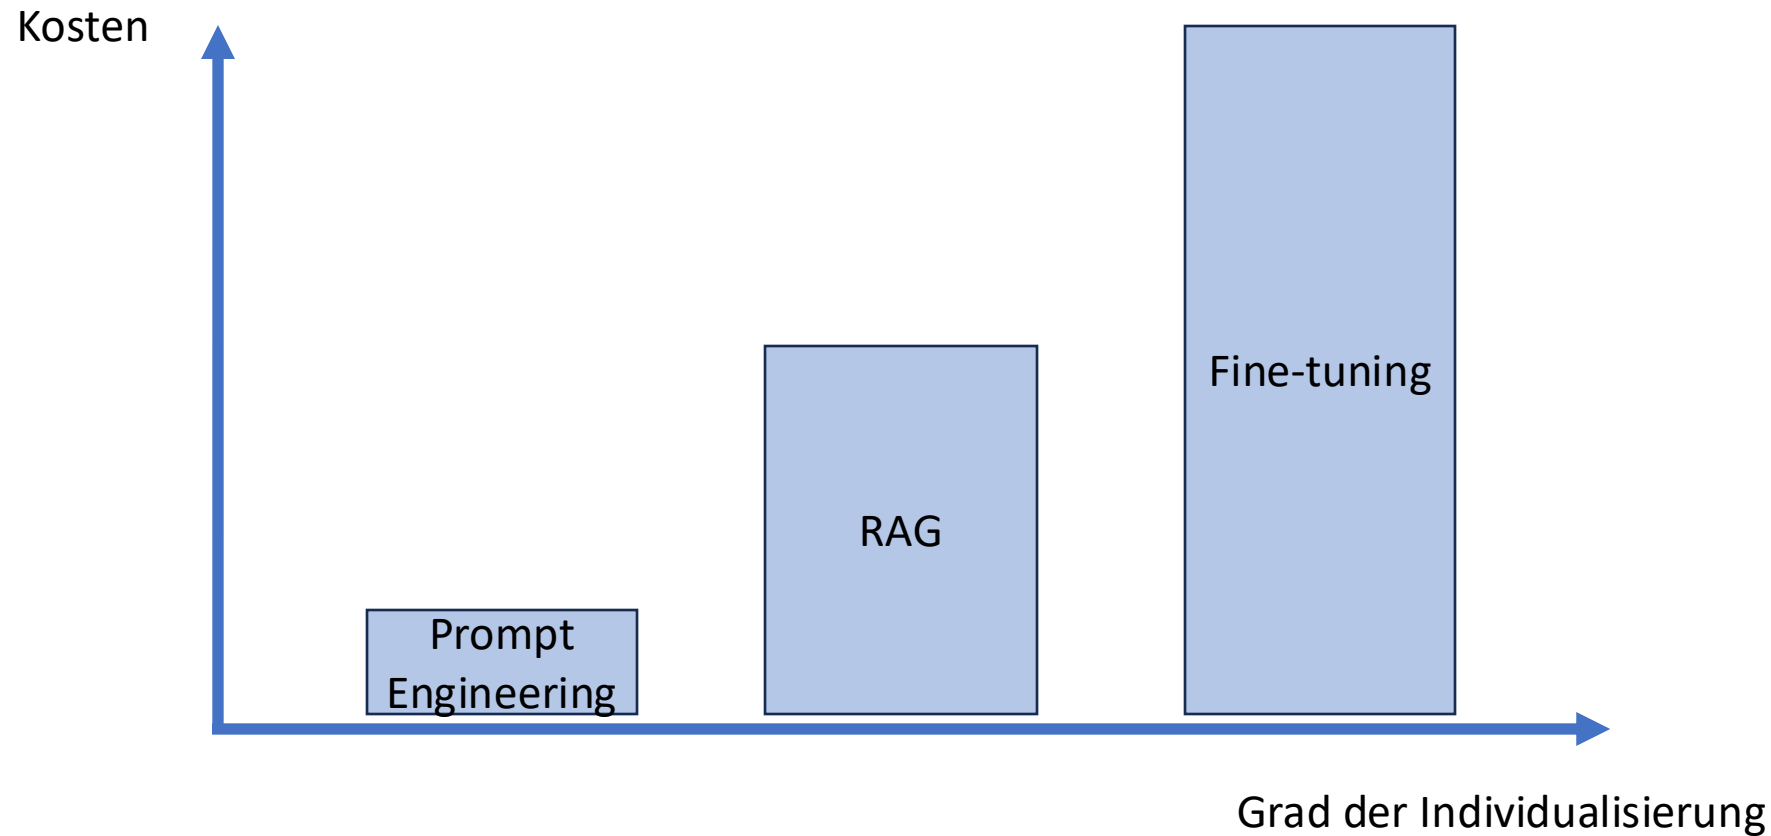 Kosten
Fine-tuning
RAG
Prompt
Engineering
Grad der Individualisierung